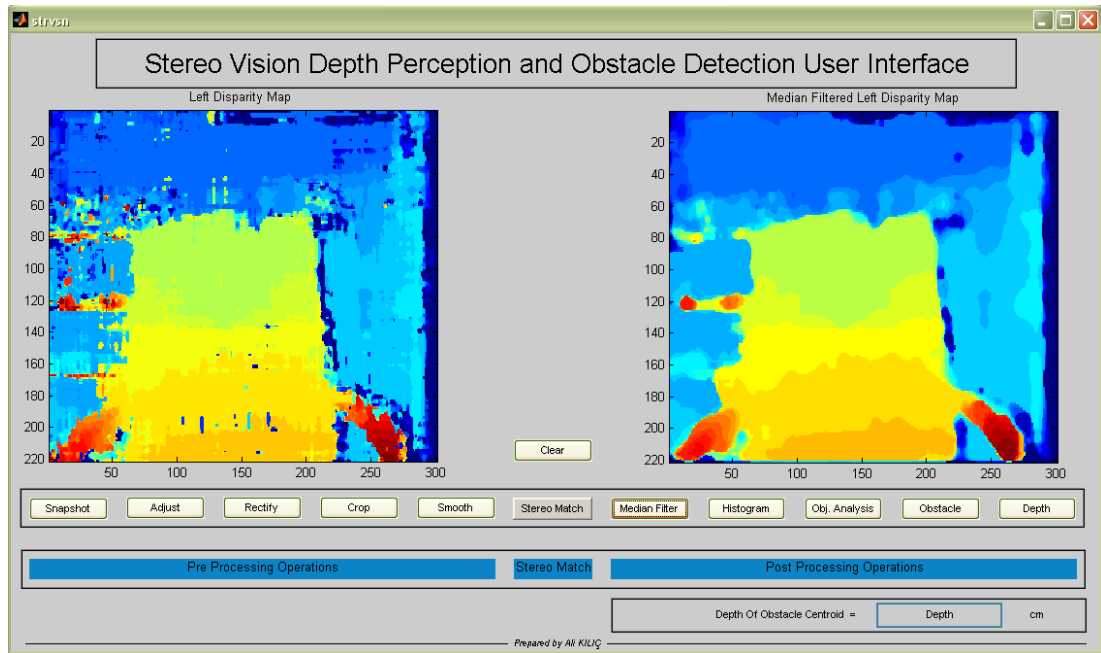 strvsn
Stereo Vision Depth Perception and Obstacle Detection User Interface
Left Disparity Map
Median Filtered Left Disparity Map
20
40
60
80
100
120
140
160
180
200
220
50 100 150 200 250 300
20
40
60
80
100
120
140
160
180
200
220
50 100 150 200 250 300
Clear
Snapshot Adjust Rectify Crop Smooth Stereo Match Median Filter Histogram Obj. Analysis Obstacle Depth
Pre Processing Operations Stereo Match Post Processing Operations
Depth Of Obstacle Centroid = Depth cm
Prepared by Ali KILIÇ